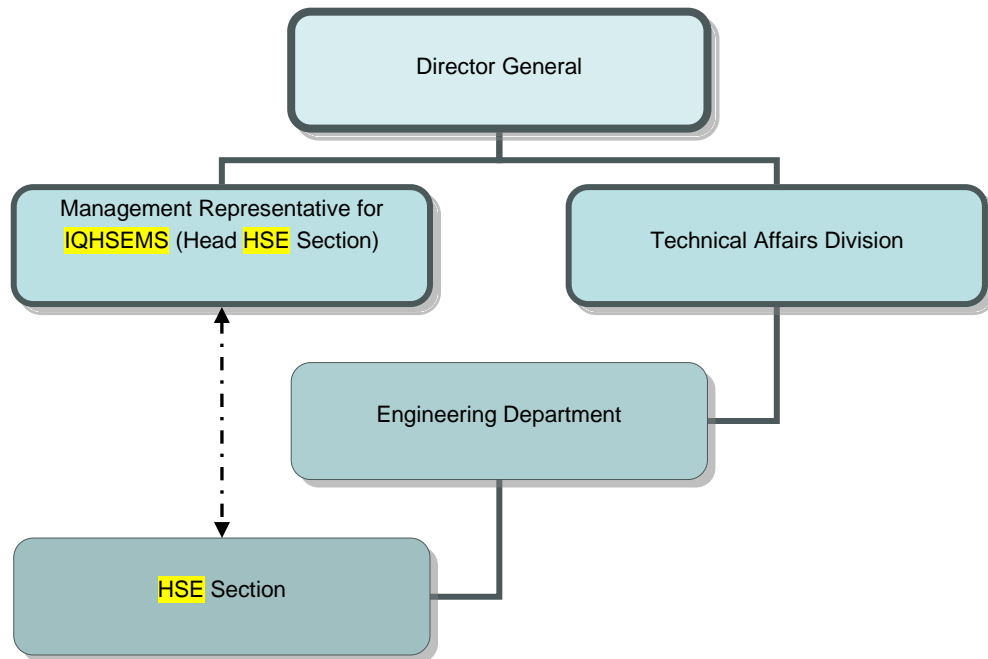 Director General
Management Representative for
IQHSEMS (Head HSE Section)
Technical Affairs Division
Engineering Department
HSE Section